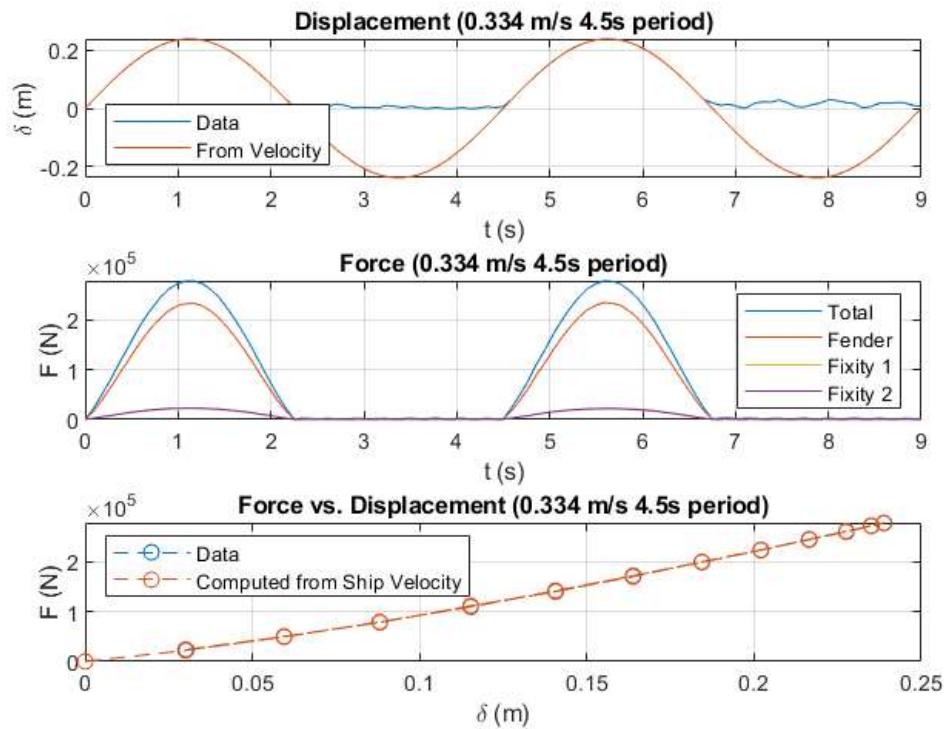 Displacement (0.334 m/s 4.5s period)
0.2
0
-0.2
δ (m)
Data
From Velocity
0 1 2 3 4 5 6 7 8 9
t (s)
×10^5
Force (0.334 m/s 4.5s period)
2
1
0
F (N)
Total
Fender
Fixity 1
Fixity 2
0 1 2 3 4 5 6 7 8 9
t (s)
×10^5
Force vs. Displacement (0.334 m/s 4.5s period)
2
1
0
F (N)
Data
Computed from Ship Velocity
0 0.05 0.1 0.15 0.2 0.25
δ (m)